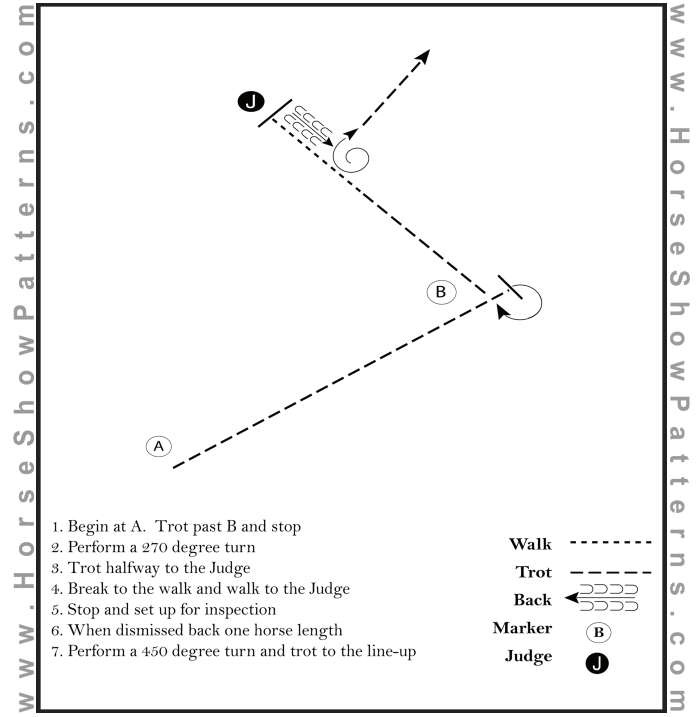 www.HorseShowPatterns.com
www.HorseShowPatterns.com
J
B
A
1. Begin at A.  Trot past B and stop
2. Perform a 270 degree turn
3. Trot halfway to the Judge
4. Break to the walk and walk to the Judge
5. Stop and set up for inspection
6. When dismissed back one horse length
7. Perform a 450 degree turn and trot to the line-up
Walk
Trot
Back
Marker B
Judge J